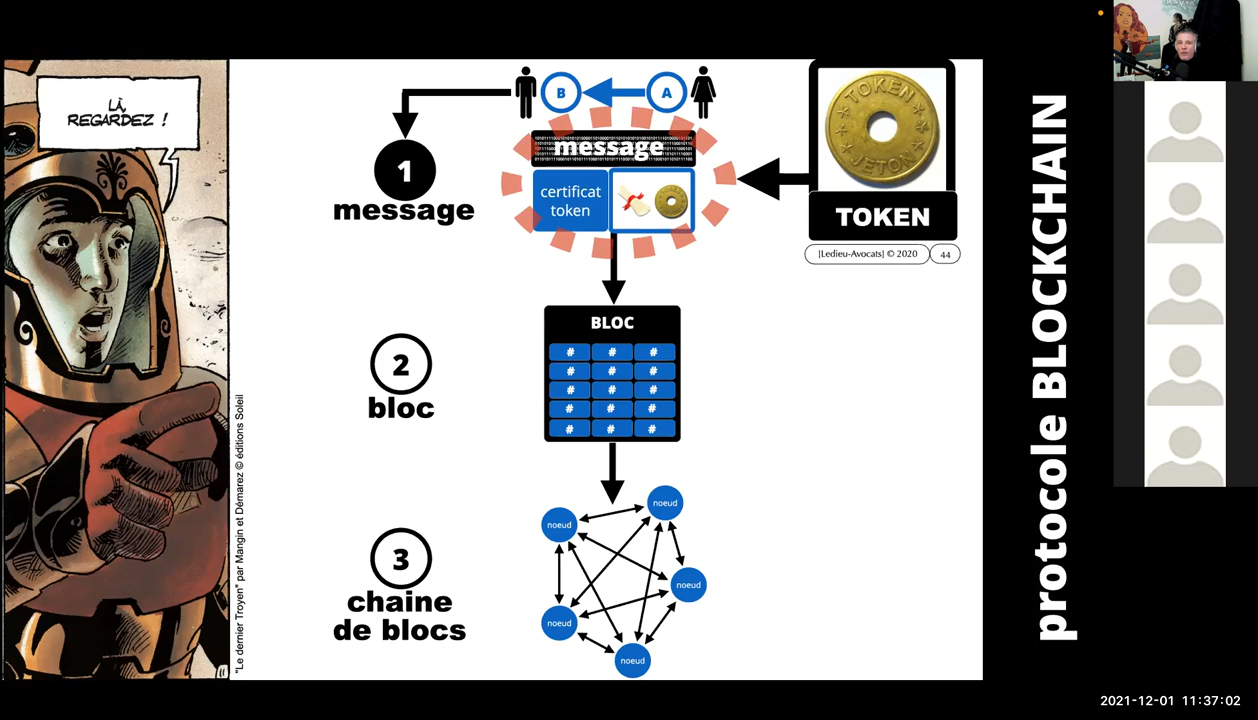 LÀ,
REGARDEZ !
"Le dernier Troyen" par Mangin et Démarez © éditions Soleil
B
A
message
certificat
token
TOKEN
JETON
TOKEN
[Ledieu-Avocats] © 2020
44
1
message
2
bloc
BLOC
# # #
# # #
# # #
# # #
# # #
3
chaine
de blocs
noeud
noeud
noeud
noeud
noeud
protocole BLOCKCHAIN
2021-12-01 11:37:02